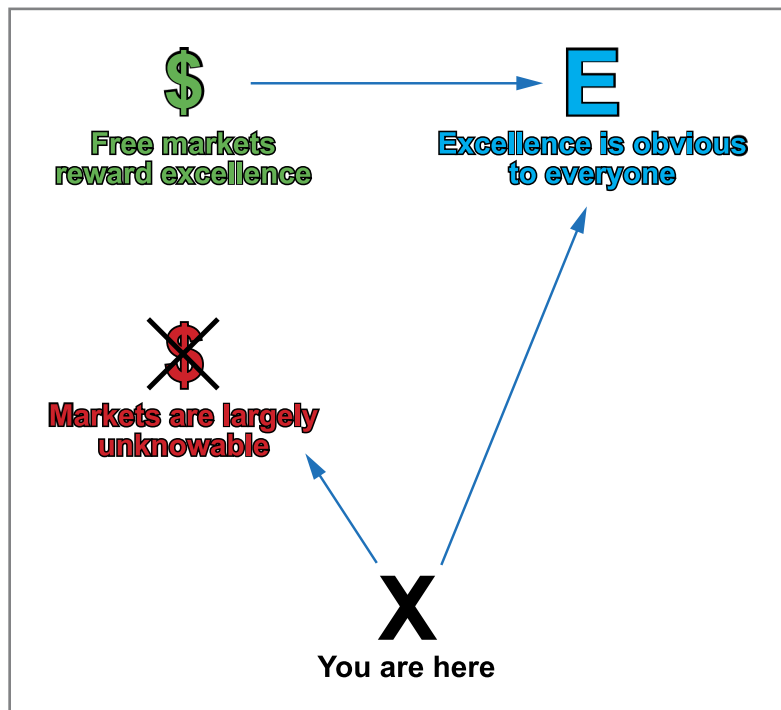 $
E
Free markets
reward excellence
Excellence is obvious
to everyone
$
Markets are largely
unknowable
X
You are here